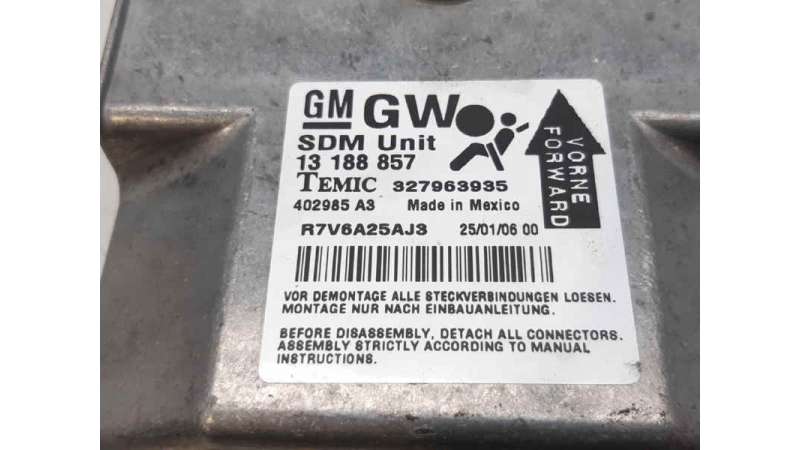 GM GW
SDM Unit
13 188 857
TEMIC 327963935
402985 A3 Made in Mexico
R7V6A25AJ3 25/01/06 00
VORNE
FORWARD
VOR DEMONTAGE ALLE STECKVERBINDUNGEN LOESEN.
MONTAGE NUR NACH EINBAUANLEITUNG.
BEFORE DISASSEMBLY, DETACH ALL CONNECTORS.
ASSEMBLY STRICTLY ACCORDING TO MANUAL
INSTRUCTIONS.